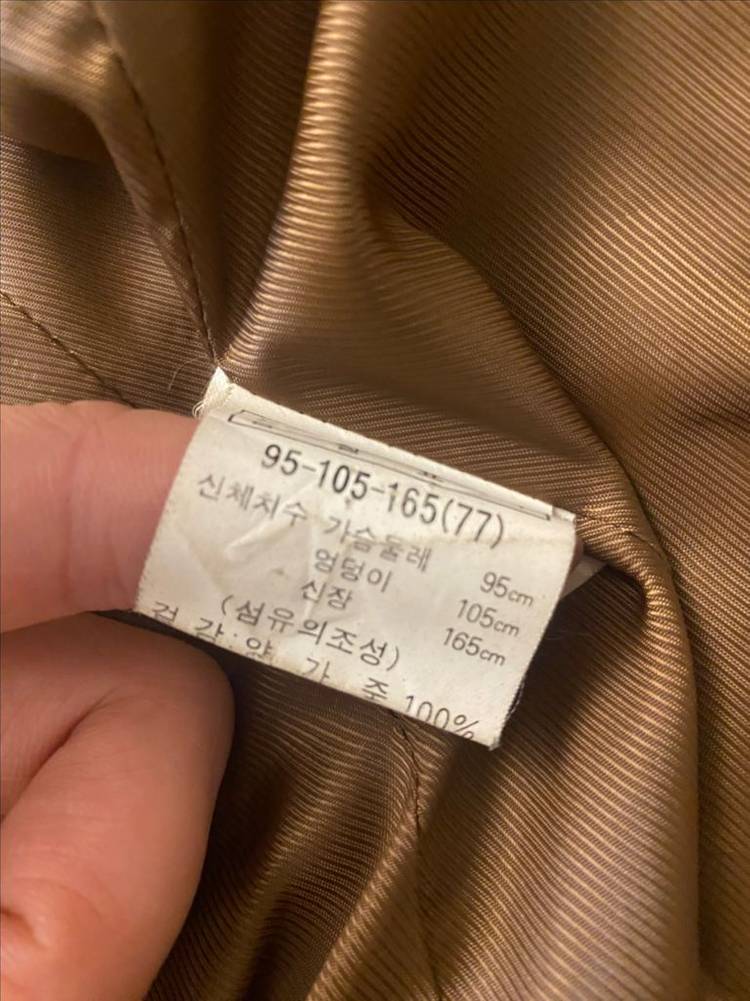 95-105-165(77)
신체치수 가슴둘레 95cm
엉덩이 105cm
신장 165cm
(섬유의조성)
겉감:양 가 죽 100%